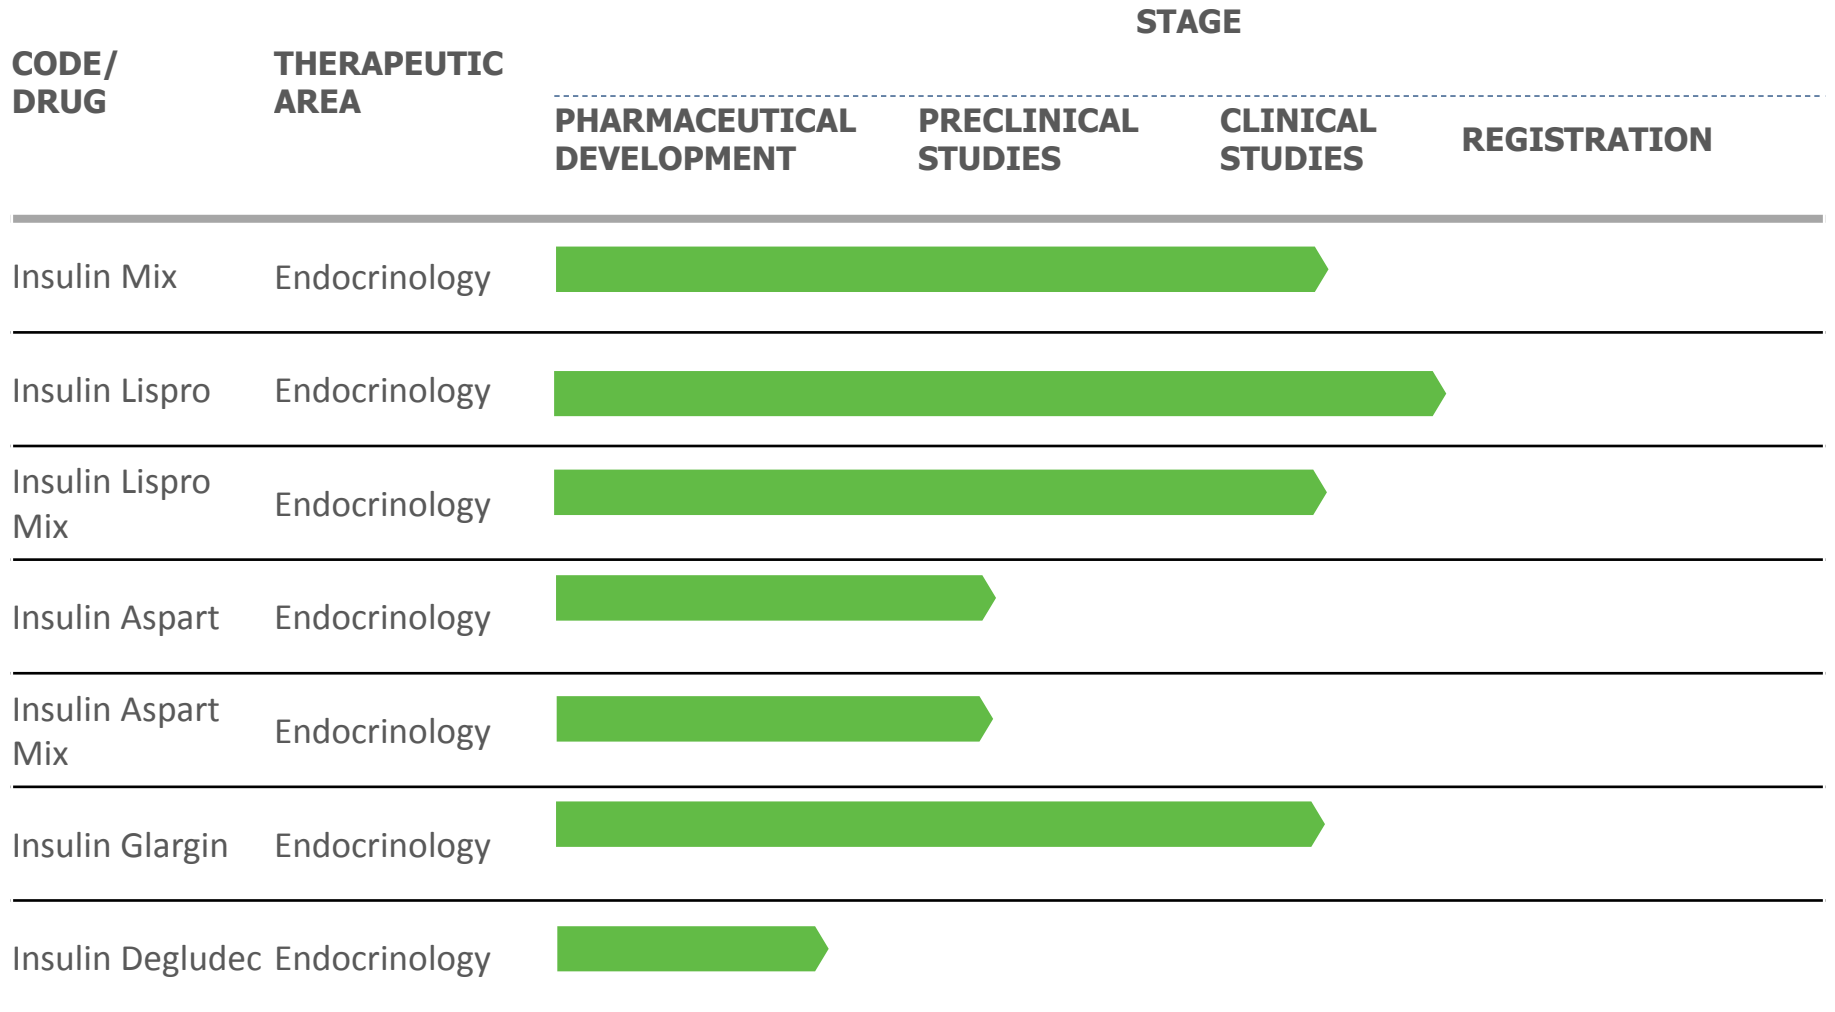 STAGE
CODE/
DRUG
THERAPEUTIC
AREA
PHARMACEUTICAL
DEVELOPMENT
PRECLINICAL
STUDIES
CLINICAL
STUDIES
REGISTRATION
Insulin Mix
Endocrinology
Insulin Lispro
Endocrinology
Insulin Lispro
Mix
Endocrinology
Insulin Aspart
Endocrinology
Insulin Aspart
Mix
Endocrinology
Insulin Glargin
Endocrinology
Insulin Degludec
Endocrinology